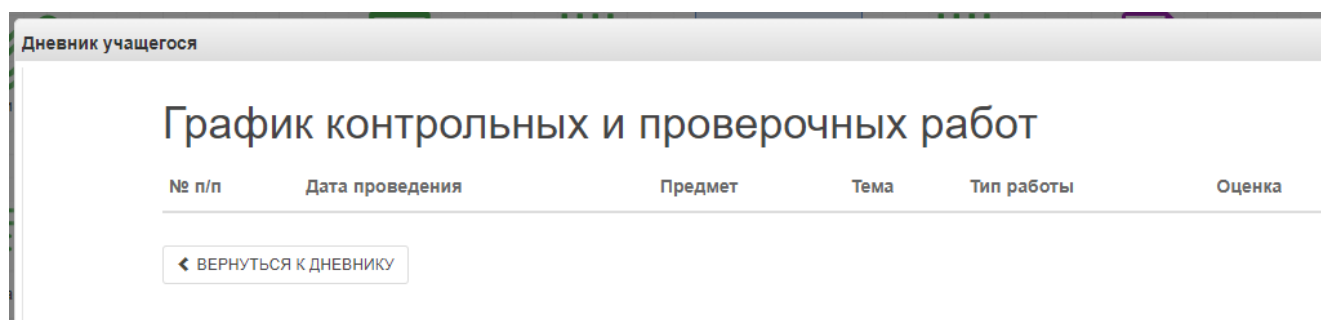 Дневник учащегося
График контрольных и проверочных работ
№ п/п Дата проведения Предмет Тема Тип работы Оценка
ВЕРНУТЬСЯ К ДНЕВНИКУ